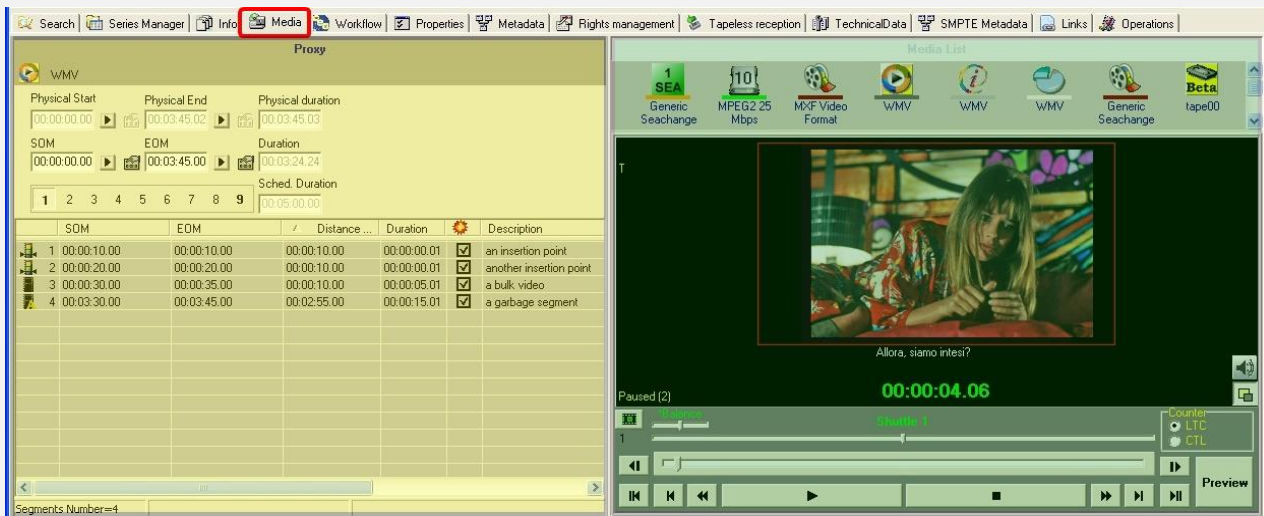 Search Series Manager Info Media Workflow Properties Metadata Rights management Tapeless reception TechnicalData SMPTE Metadata Links Operations
Proxy
WMV
Physical Start Physical End Physical duration
00:00:00.00 00:03:45.02 00:03:45.03
SOM EOM Duration
00:00:00.00 00:03:45.00 00:03:24.24
Sched. Duration
1 2 3 4 5 6 7 8 9 00:05:00.00
SOM EOM Distance ... Duration Description
1 00:00:10.00 00:00:10.00 00:00:10.00 00:00:00.01 an insertion point
2 00:00:20.00 00:00:20.00 00:00:10.00 00:00:00.01 another insertion point
3 00:00:30.00 00:00:35.00 00:00:10.00 00:00:05.01 a bulk video
4 00:03:30.00 00:03:45.00 00:02:55.00 00:00:15.01 a garbage segment
Segments Number=4
Media List
1 SEA 10 Beta
Generic Seachange MPEG2 25 Mbps MXF Video Format WMV WMV WMV Generic Seachange tape00
T
Allora, siamo intesi?
00:00:04.06
Paused (2)
Balance Shuttle 1 Counter
LTC
1 CTL
Preview